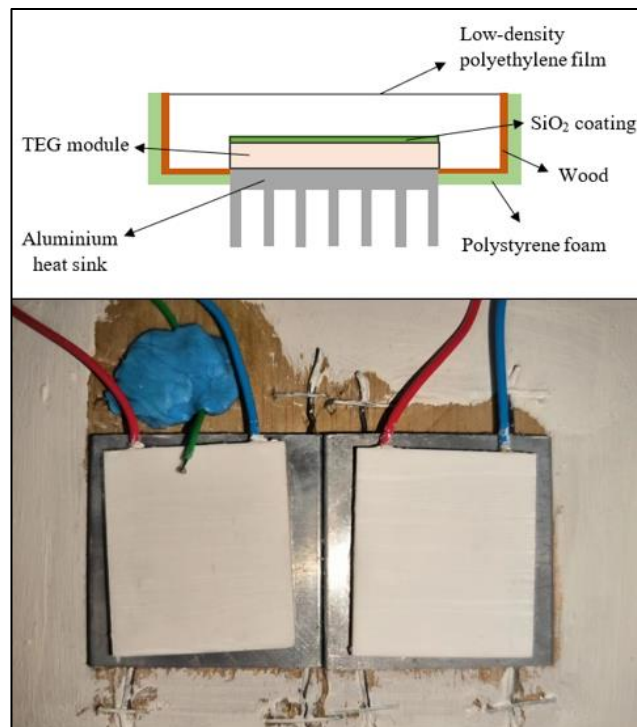 Low-density
polyethylene film
SiO₂ coating
TEG module
Wood
Aluminium
heat sink
Polystyrene foam